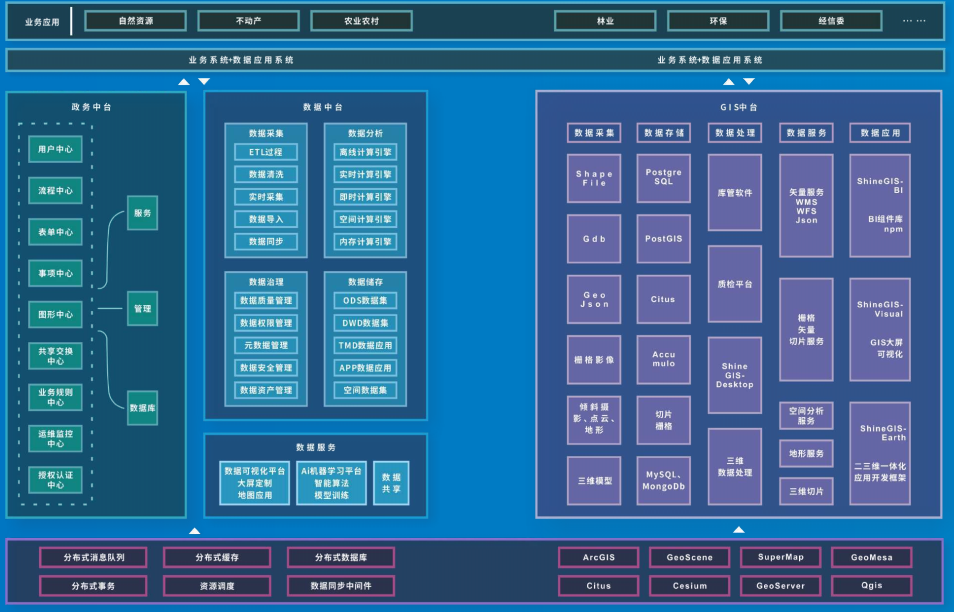 业务应用
自然资源
不动产
农业农村
林业
环保
经信委
... ...
业务系统+数据应用系统
业务系统+数据应用系统
政务中台
用户中心
流程中心
表单中心
事项中心
图形中心
共享交换
中心
业务规则
中心
运维监控
中心
授权认证
中心
服务
管理
数据库
数据中台
数据采集
ETL过程
数据清洗
实时采集
数据导入
数据同步
数据分析
离线计算引擎
实时计算引擎
即时计算引擎
空间计算引擎
内存计算引擎
数据治理
数据质量管理
数据权限管理
元数据管理
数据安全管理
数据资产管理
数据储存
ODS数据集
DWD数据集
TMD数据应用
APP数据应用
空间数据集
数据服务
数据可视化平台
大屏定制
地图应用
Ai机器学习平台
智能算法
模型训练
数据
共享
GIS中台
数据采集
Shape
File
Gdb
Geo
Json
栅格影像
倾斜摄
影、点云、
地形
三维模型
数据存储
Postgre
SQL
PostGIS
Citus
Accu
mulo
切片
栅格
MySQL、
MongoDb
数据处理
库管软件
质检平台
Shine
GIS-
Desktop
三维
数据处理
数据服务
矢量服务
WMS
WFS
Json
栅格
矢量
切片服务
空间分析
服务
地形服务
三维切片
数据应用
ShineGIS-
BI
BI组件库
npm
ShineGIS-
Visual
GIS大屏
可视化
ShineGIS-
Earth
二三维一体化
应用开发框架
分布式消息队列
分布式缓存
分布式数据库
分布式事务
资源调度
数据同步中间件
ArcGIS
GeoScene
SuperMap
GeoMesa
Citus
Cesium
GeoServer
Qgis